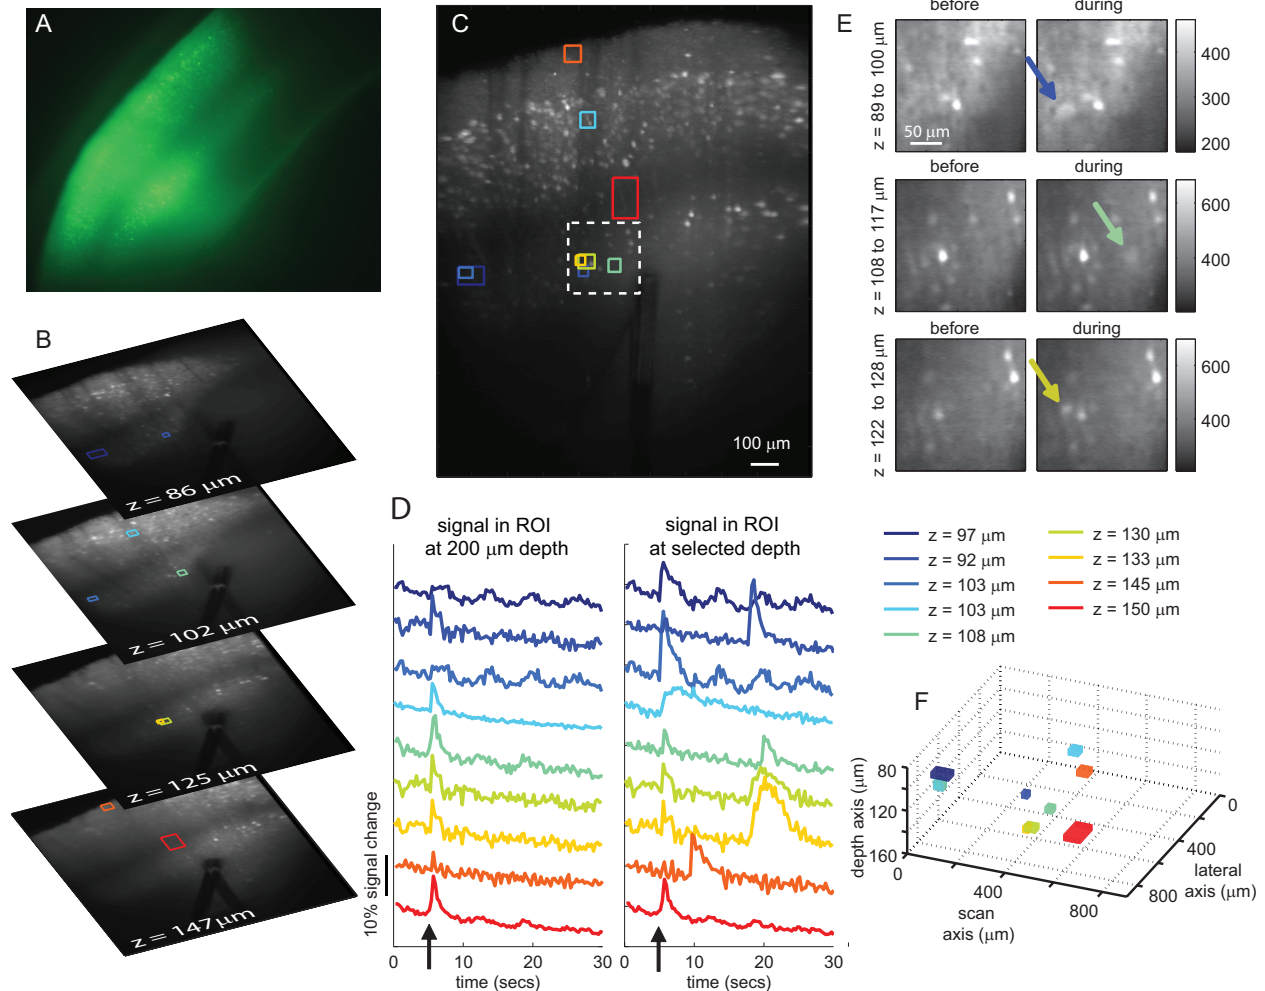 A
B
z = 86 μm
z = 102 μm
z = 125 μm
z = 147μm
C
100 μm
D
signal in ROI
at 200 μm depth
signal in ROI
at selected depth
10% signal change
0
10
20
30
time (secs)
0
10
20
30
time (secs)
E
before
during
z = 89 to 100 μm
50 μm
400
300
200
before
during
z = 108 to 117 μm
600
400
before
during
z = 122 to 128 μm
600
400
z = 97 μm
z = 92 μm
z = 103 μm
z = 103 μm
z = 108 μm
z = 130 μm
z = 133 μm
z = 145 μm
z = 150 μm
F
depth axis (μm)
80
120
160
0
400
800
scan
axis (μm)
0
400
800
lateral
axis (μm)